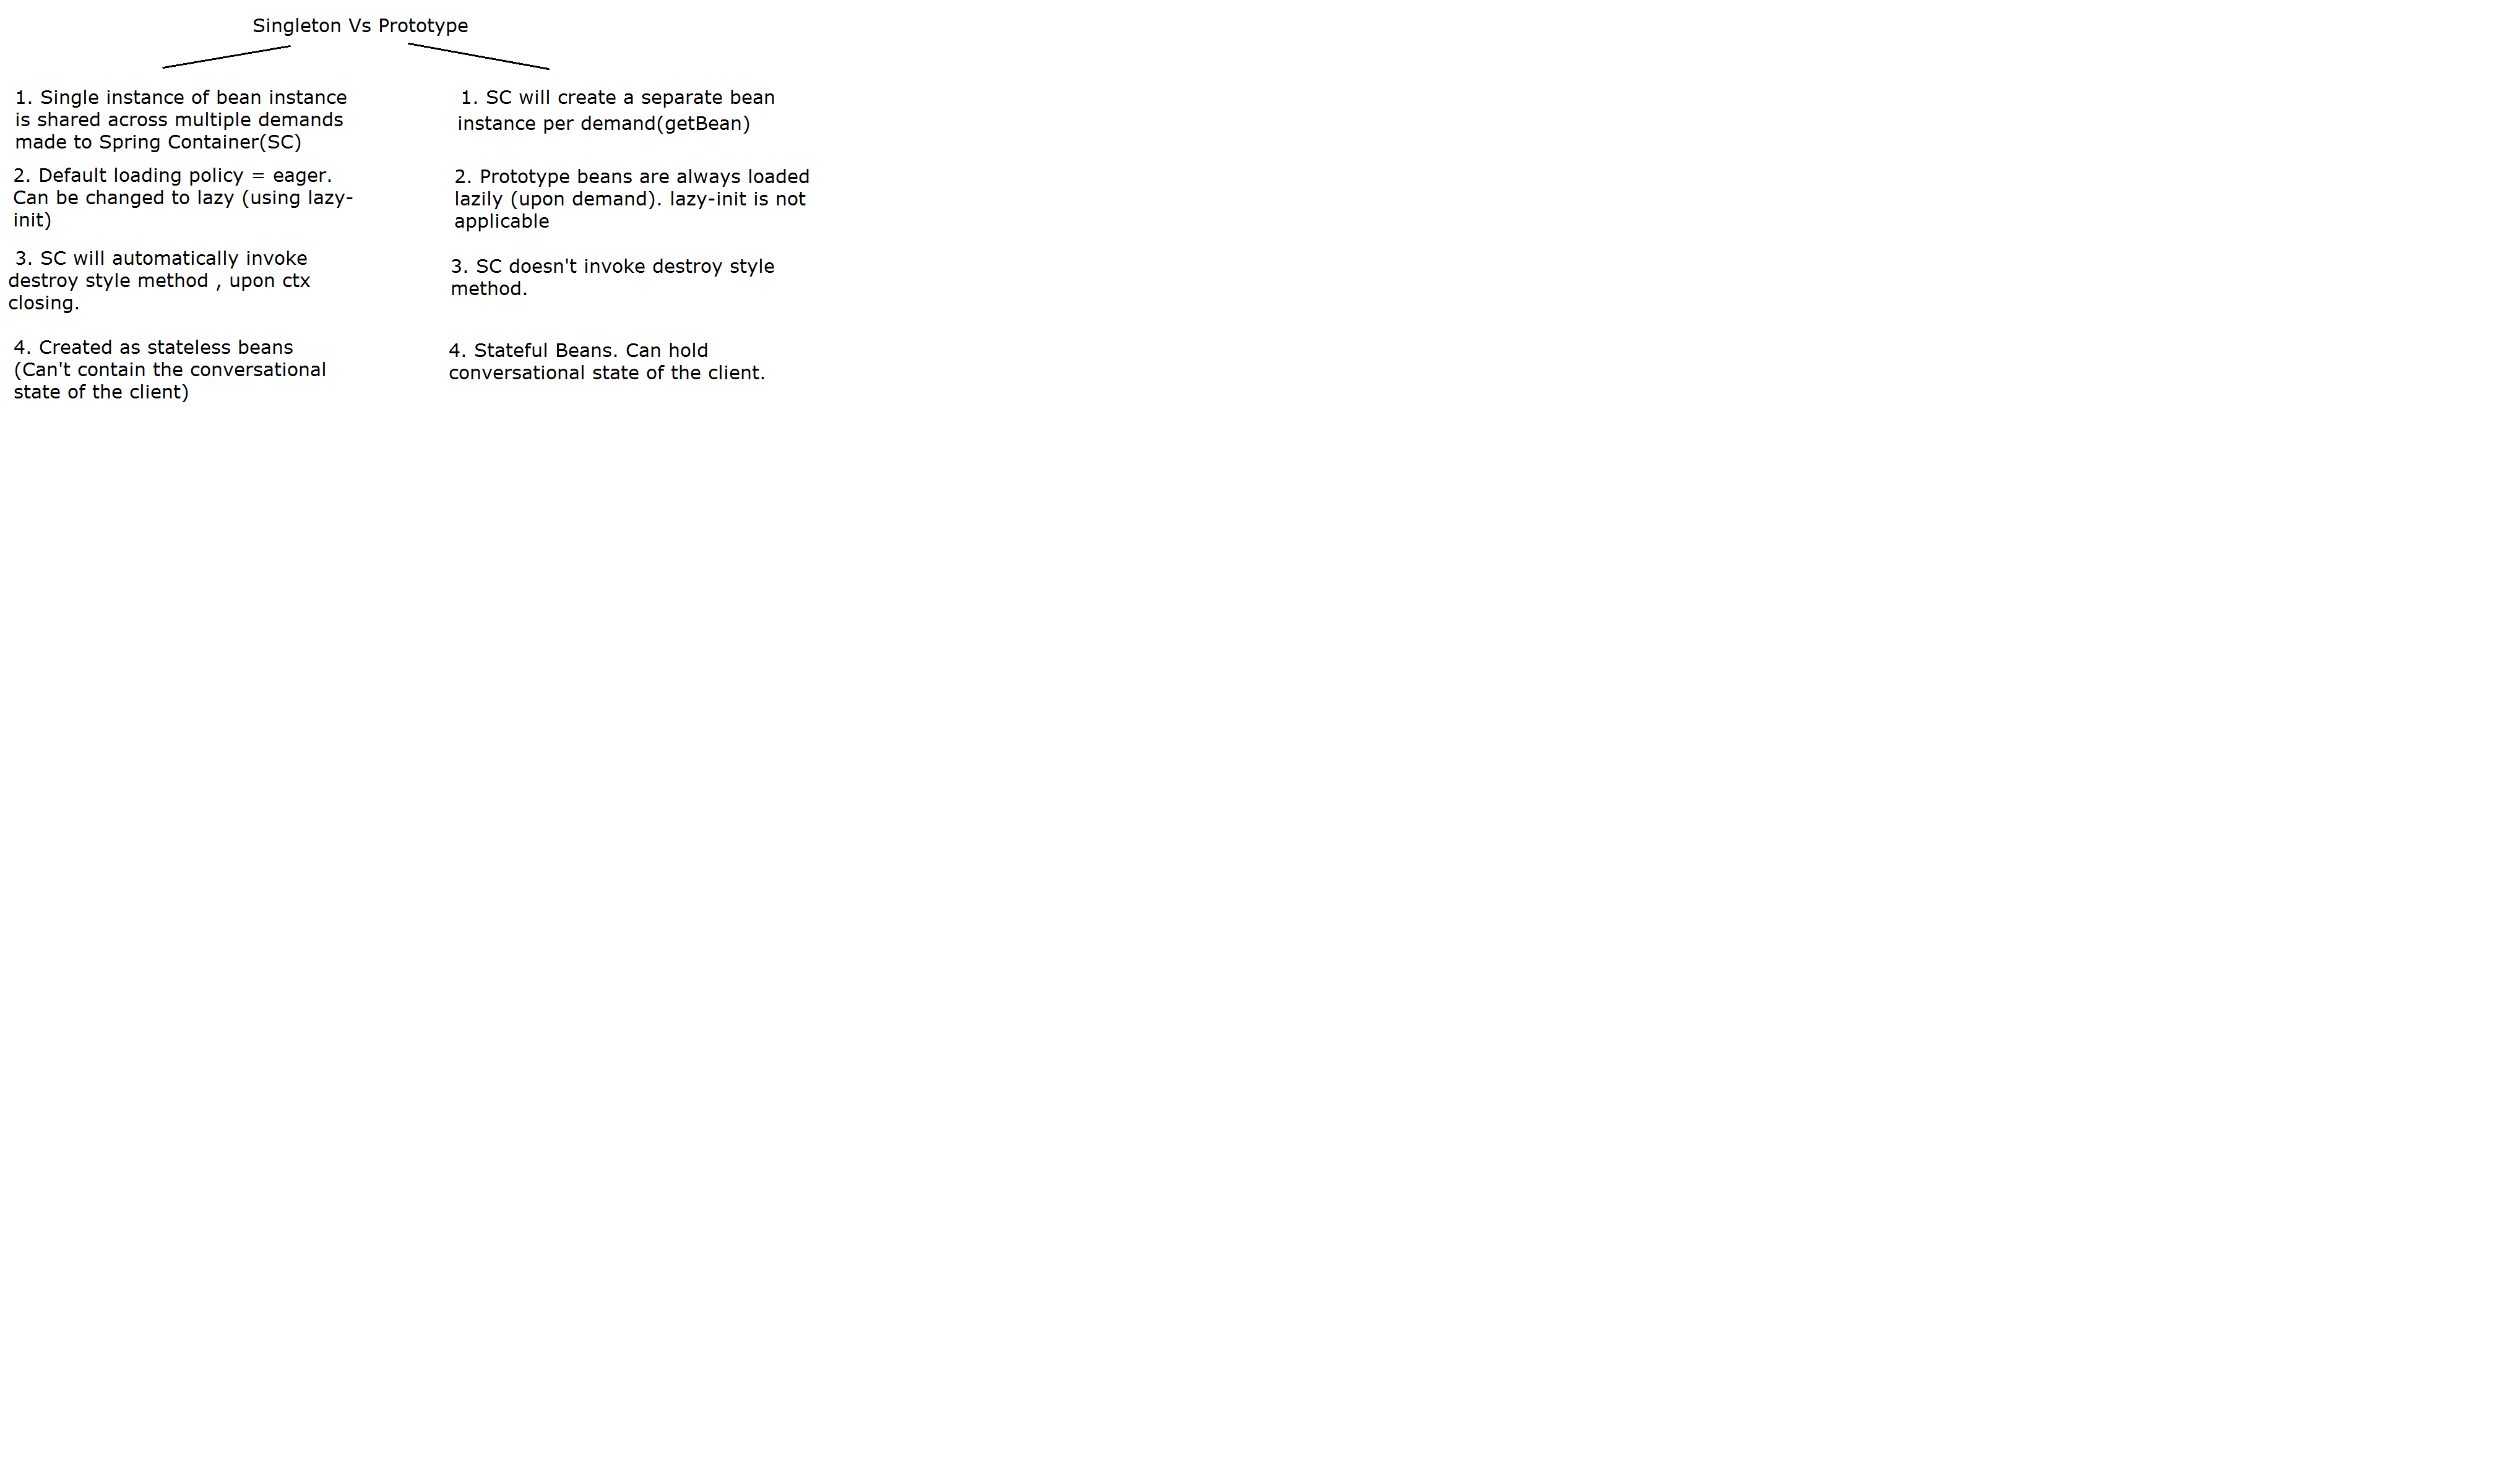 Singleton Vs Prototype
1. Single instance of bean instance
is shared across multiple demands
made to Spring Container(SC)
2. Default loading policy = eager.
Can be changed to lazy (using lazy-
init)
3. SC will automatically invoke
destroy style method , upon ctx
closing.
4. Created as stateless beans
(Can't contain the conversational
state of the client)
1. SC will create a separate bean
instance per demand(getBean)
2. Prototype beans are always loaded
lazily (upon demand). lazy-init is not
applicable
3. SC doesn't invoke destroy style
method.
4. Stateful Beans. Can hold
conversational state of the client.